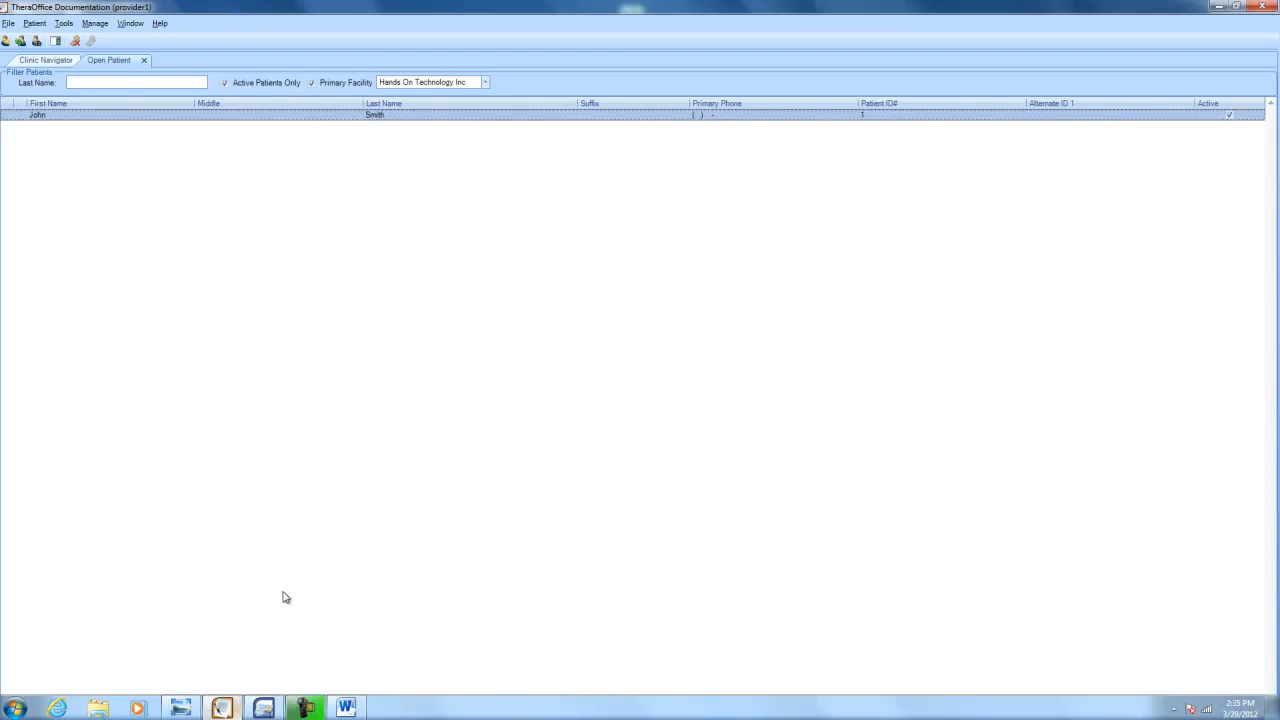 TheraOffice Documentation (provider1)
File Patient Tools Manage Window Help
Clinic Navigator Open Patient
Filter Patients
Last Name: Active Patients Only Primary Facility Hands On Technology Inc
First Name Middle Last Name Suffix Primary Phone Patient ID# Alternate ID 1 Active
John Smith ( ) - 1
2:35 PM
3/29/2012